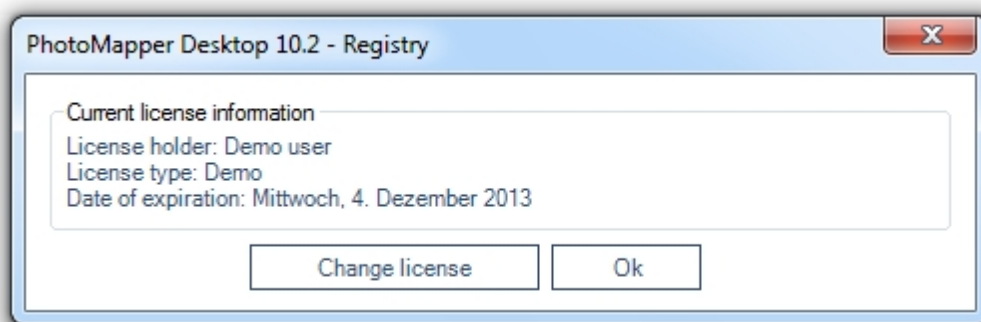 PhotoMapper Desktop 10.2 - Registry
Current license information
License holder: Demo user
License type: Demo
Date of expiration: Mittwoch, 4. Dezember 2013
Change license
Ok